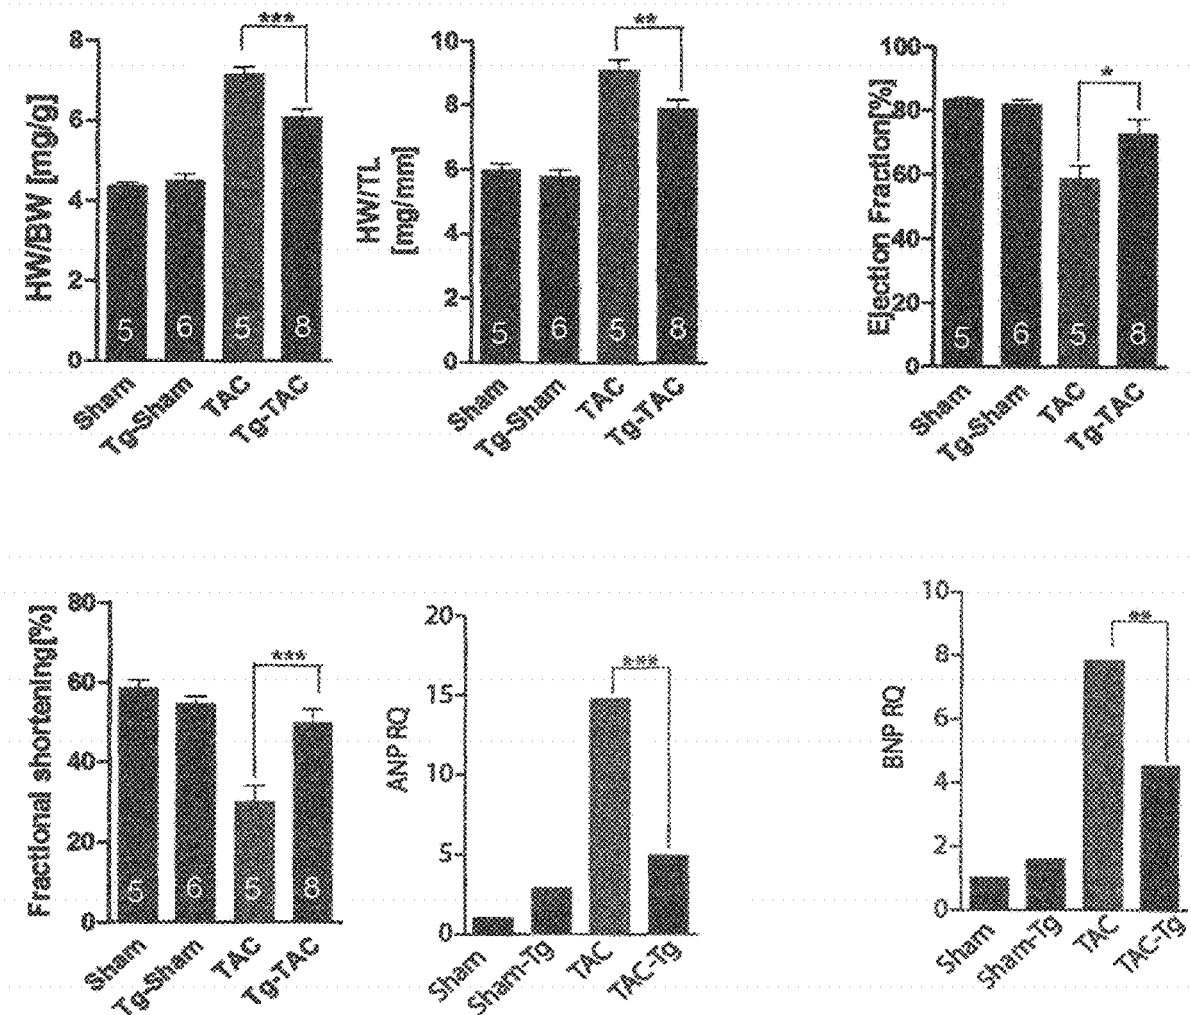 ***
8
6
4
2
0
HW/BW [mg/g]
5
6
5
8
Sham
Tg-Sham
TAC
Tg-TAC
**
10
8
6
4
2
0
HW/TL
[mg/mm]
5
6
5
8
Sham
Tg-Sham
TAC
Tg-TAC
*
100
80
60
40
20
0
Ejection Fraction[%]
5
6
5
8
Sham
Tg-Sham
TAC
Tg-TAC
***
80
60
40
20
0
Fractional shortening[%]
5
6
5
8
Sham
Tg-Sham
TAC
Tg-TAC
***
20
15
10
5
0
ANP RQ
Sham
Sham-Tg
TAC
TAC-Tg
**
10
8
6
4
2
0
BNP RQ
Sham
Sham-Tg
TAC
TAC-Tg